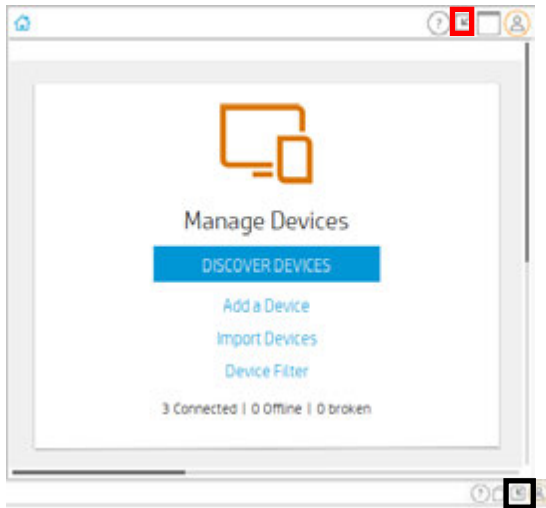 ?
Manage Devices
DISCOVER DEVICES
Add a Device
Import Devices
Device Filter
3 Connected | 0 Offline | 0 broken
?